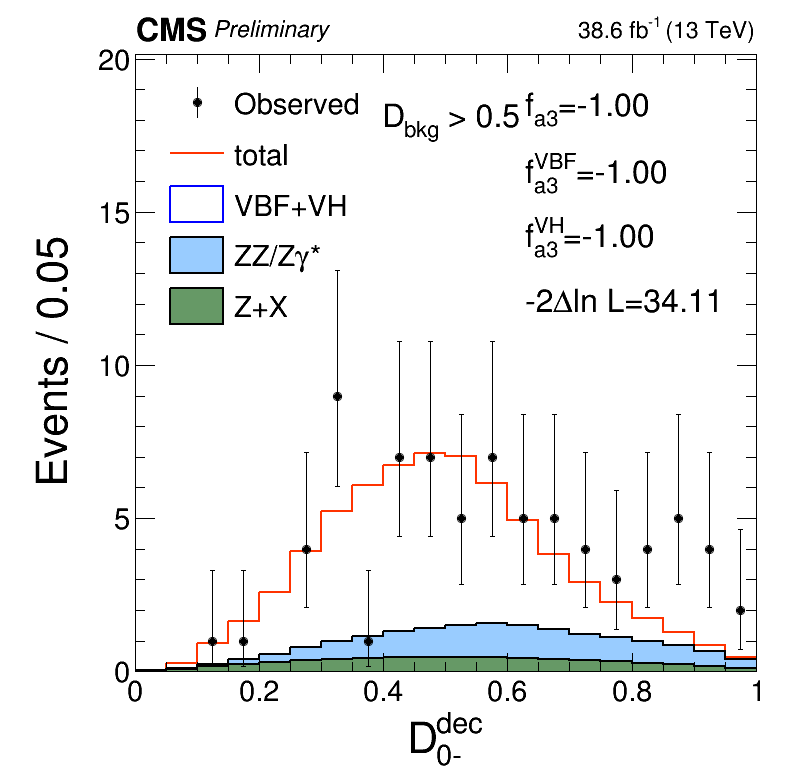 CMS Preliminary 38.6 fb⁻¹ (13 TeV)
Observed
total
VBF+VH
ZZ/Zγ*
Z+X
D_bkg > 0.5
f_a3=-1.00
f_a3^VBF=-1.00
f_a3^VH=-1.00
-2Δln L=34.11
Events / 0.05
20
15
10
5
0
0 0.2 0.4 0.6 0.8 1
D_0-^dec